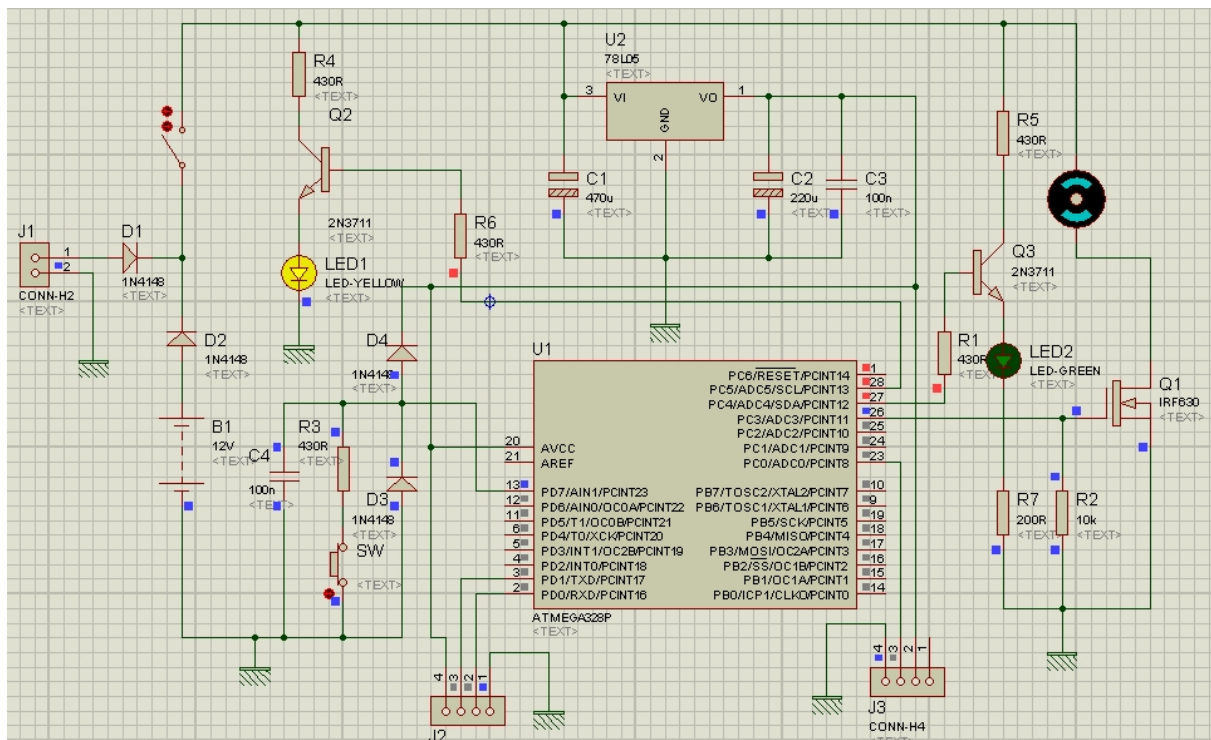 R4
430R
<TEXT>
Q2
2N3711
<TEXT>
LED1
LED-YELLOW
<TEXT>
J1
1
2
CONN-H2
<TEXT>
D1
1N4148
<TEXT>
D2
1N4148
<TEXT>
B1
12V
<TEXT>
C4
100n
<TEXT>
R3
430R
D4
1N4148
<TEXT>
D3
1N4148
<TEXT>
SW
<TEXT>
R6
430R
<TEXT>
U2
78L05
<TEXT>
3
VI
VO
1
GND
2
C1
470u
<TEXT>
C2
220u
<TEXT>
C3
100n
<TEXT>
R5
430R
<TEXT>
Q3
2N3711
<TEXT>
R1
430R
<TEXT>
LED2
LED-GREEN
<TEXT>
Q1
IRF630
<TEXT>
R7
200R
<TEXT>
R2
10k
<TEXT>
U1
20 AVCC
21 AREF
13 PD7/AIN1/PCINT23
12 PD6/AIN0/OC0A/PCINT22
11 PD5/T1/OC0B/PCINT21
6 PD4/T0/XCK/PCINT20
5 PD3/INT1/OC2B/PCINT19
4 PD2/INT0/PCINT18
3 PD1/TXD/PCINT17
2 PD0/RXD/PCINT16
PC6/RESET/PCINT14 1
PC5/ADC5/SCL/PCINT13 28
PC4/ADC4/SDA/PCINT12 27
PC3/ADC3/PCINT11 26
PC2/ADC2/PCINT10 25
PC1/ADC1/PCINT9 24
PC0/ADC0/PCINT8 23
PB7/TOSC2/XTAL2/PCINT7 10
PB6/TOSC1/XTAL1/PCINT6 9
PB5/SCK/PCINT5 19
PB4/MISO/PCINT4 18
PB3/MOSI/OC2A/PCINT3 17
PB2/SS/OC1B/PCINT2 16
PB1/OC1A/PCINT1 15
PB0/ICP1/CLKO/PCINT0 14
ATMEGA328P
<TEXT>
4 3 2 1
J2
4 3 2 1
J3
CONN-H4